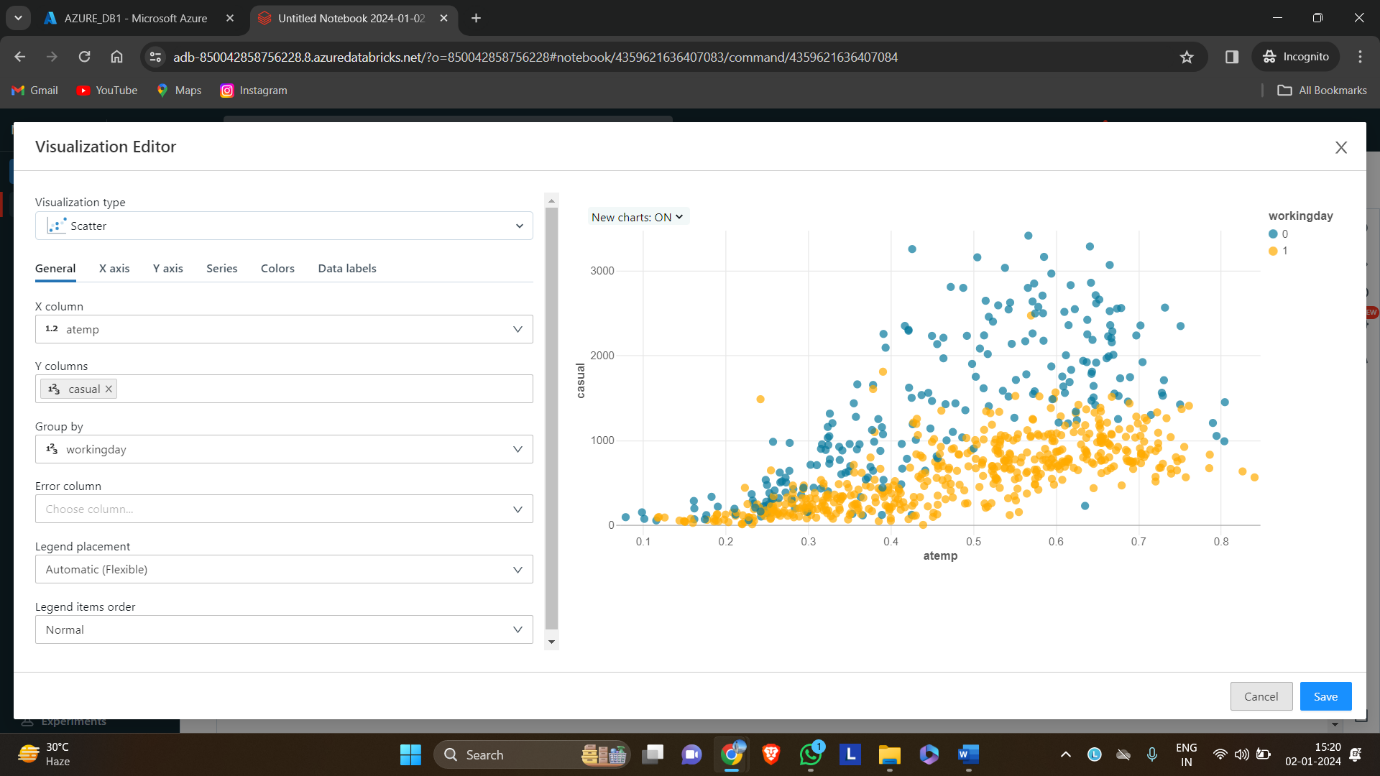 AZURE_DB1 - Microsoft Azure
Untitled Notebook 2024-01-02
adb-850042858756228.8.azuredatabricks.net/?o=850042858756228#notebook/4359621636407083/command/4359621636407084
Incognito
Gmail
YouTube
Maps
Instagram
All Bookmarks
Visualization Editor
Visualization type
Scatter
General X axis Y axis Series Colors Data labels
X column
1.2 atemp
Y columns
123 casual
Group by
123 workingday
Error column
Choose column...
Legend placement
Automatic (Flexible)
Legend items order
Normal
New charts: ON
workingday
0
1
3000
2000
1000
0
casual
0.1 0.2 0.3 0.4 0.5 0.6 0.7 0.8
atemp
Cancel Save
Experiments
30°C
Haze
Search
1
L
L
W
ENG
IN
15:20
02-01-2024